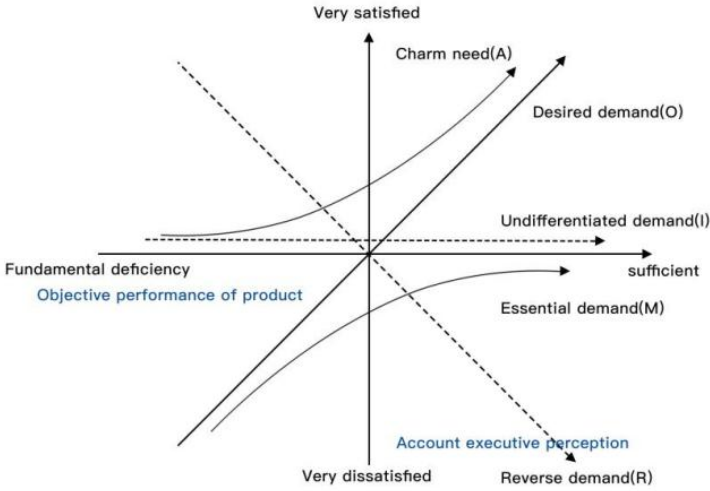 Very satisfied
Charm need(A)
Desired demand(O)
Undifferentiated demand(I)
Fundamental deficiency
sufficient
Objective performance of product
Essential demand(M)
Account executive perception
Very dissatisfied
Reverse demand(R)